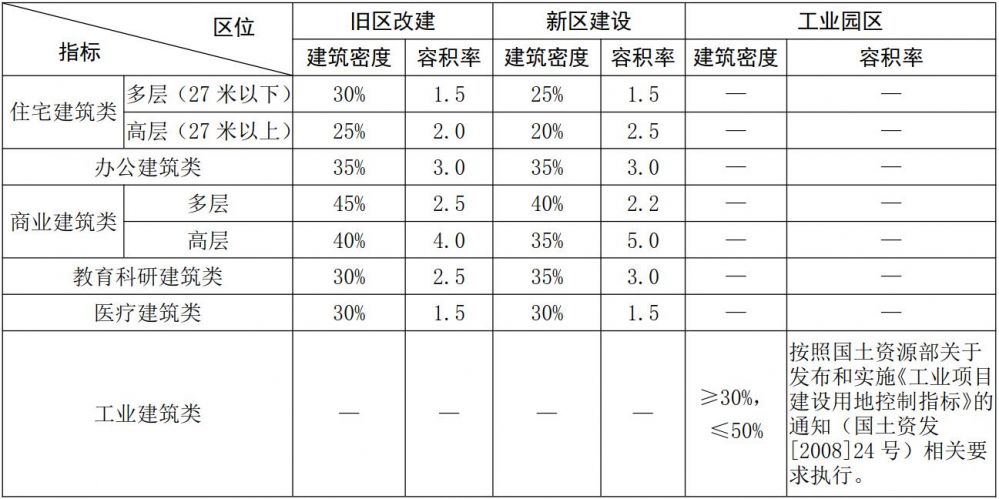 区位 旧区改建 新区建设 工业园区
指标 建筑密度 容积率 建筑密度 容积率 建筑密度 容积率
住宅建筑类 多层（27米以下） 30% 1.5 25% 1.5 — —
高层（27米以上） 25% 2.0 20% 2.5 — —
办公建筑类 35% 3.0 35% 3.0 — —
商业建筑类 多层 45% 2.5 40% 2.2 — —
高层 40% 4.0 35% 5.0 — —
教育科研建筑类 30% 2.5 35% 3.0 — —
医疗建筑类 30% 1.5 30% 1.5 — —
工业建筑类 — — — — ≥30%，
≤50%
按照国土资源部关于
发布和实施《工业项目
建设用地控制指标》的
通知（国土资发
[2008]24号）相关要
求执行。